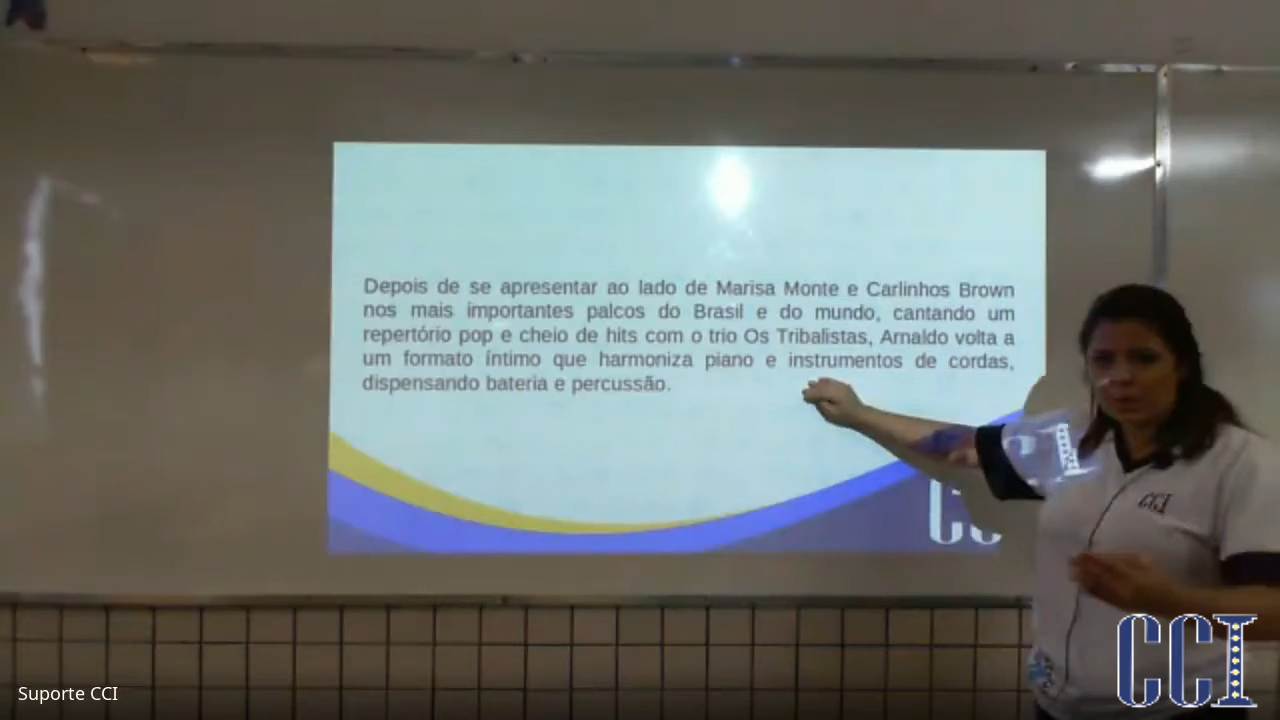 Depois de se apresentar ao lado de Marisa Monte e Carlinhos Brown
nos mais importantes palcos do Brasil e do mundo, cantando um
repertório pop e cheio de hits com o trio Os Tribalistas, Arnaldo volta a
um formato íntimo que harmoniza piano e instrumentos de cordas,
dispensando bateria e percussão.
CCI
CCI
Suporte CCI